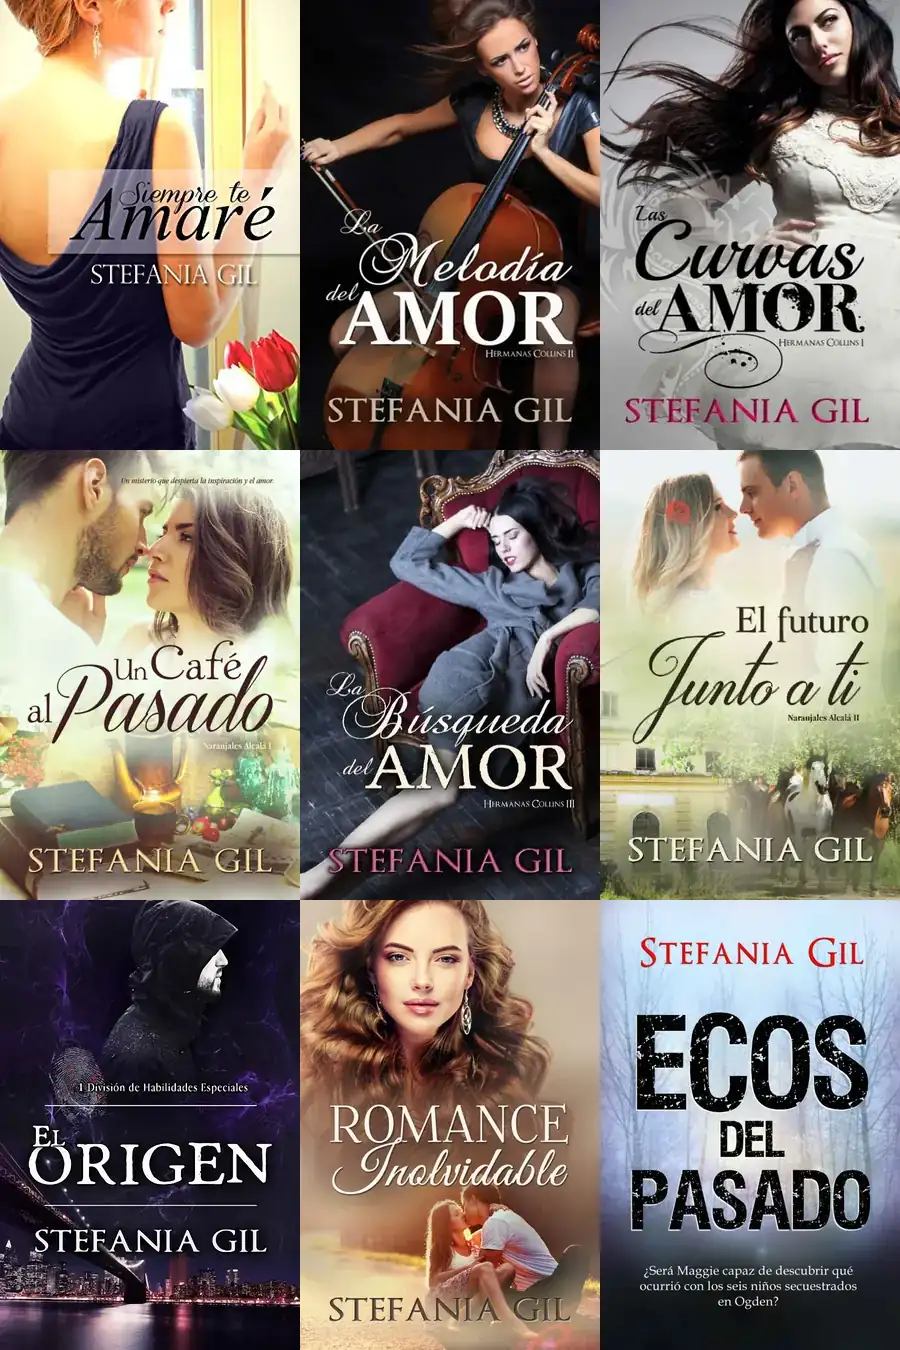 Siempre te
Amaré
STEFANIA GIL
La
Melodía
del AMOR
HERMANAS COLLINS II
STEFANIA GIL
Las
Curvas
del AMOR
HERMANAS COLLINS I
STEFANIA GIL
Un misterio que despierta la inspiración y el amor.
Un Café
al Pasado
Naranjales Alcalá I
STEFANIA GIL
La
Búsqueda
del AMOR
HERMANAS COLLINS III
STEFANIA GIL
El futuro
Junto a ti
Naranjales Alcalá II
STEFANIA GIL
1 División de Habilidades Especiales
EL
ORIGEN
STEFANIA GIL
ROMANCE
Inolvidable
STEFANIA GIL
STEFANIA GIL
ECOS
DEL
PASADO
¿Será Maggie capaz de descubrir qué
ocurrió con los seis niños secuestrados
en Ogden?